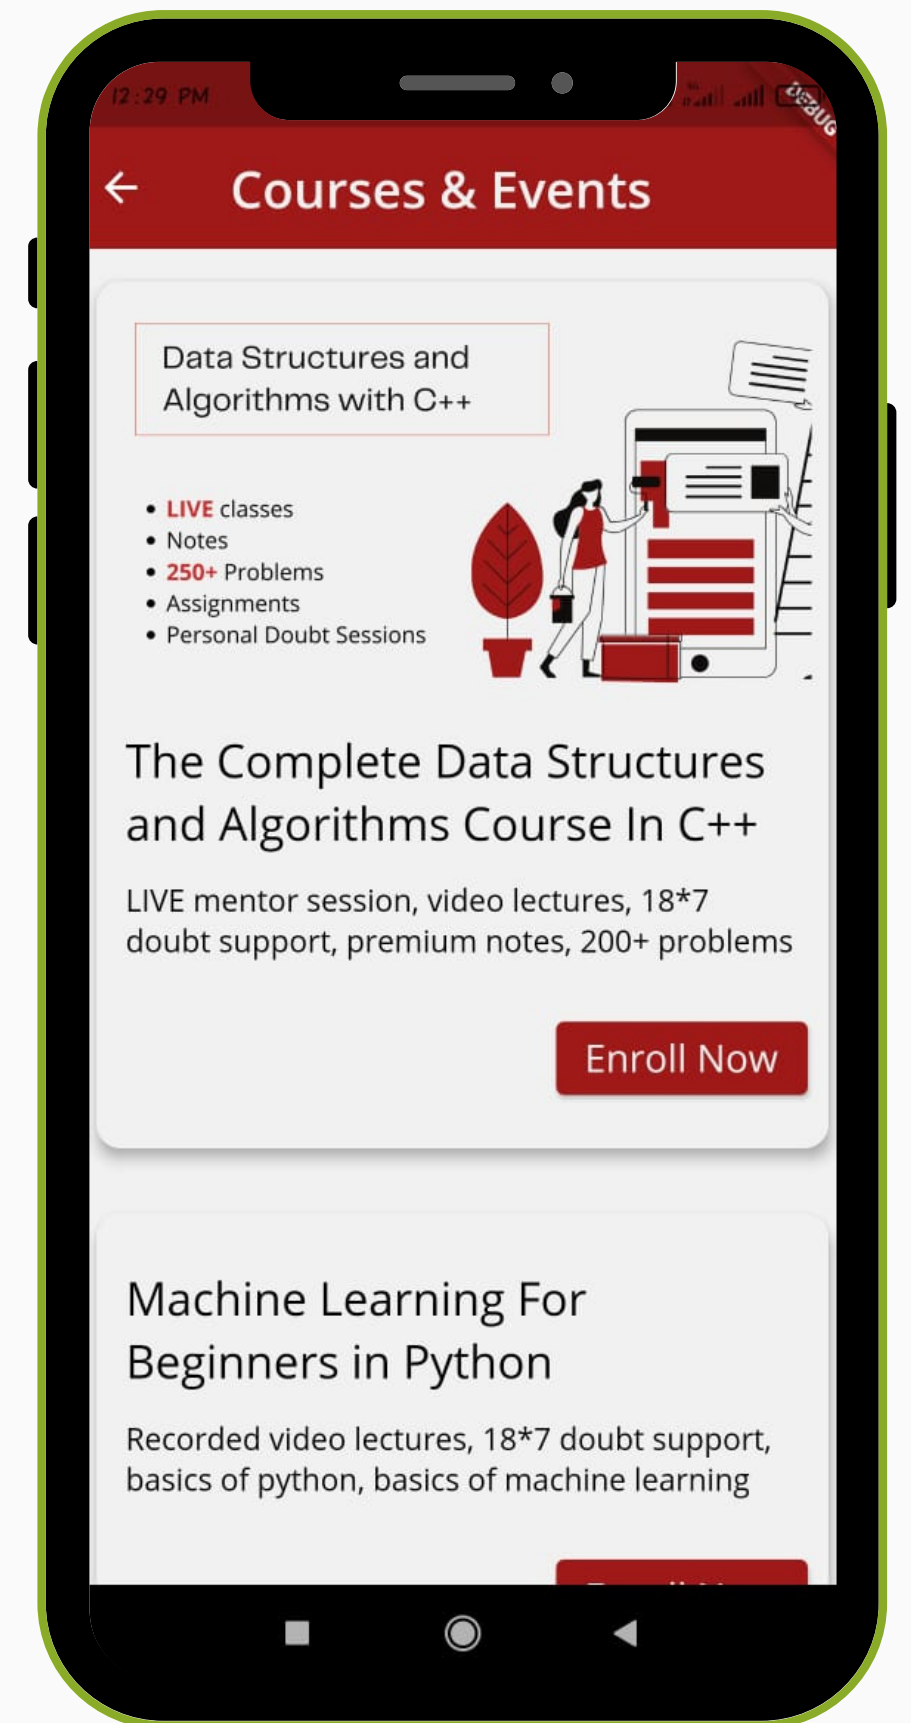 12:29 PM
DEBUG
Courses & Events
Data Structures and
Algorithms with C++
• LIVE classes
• Notes
• 250+ Problems
• Assignments
• Personal Doubt Sessions
The Complete Data Structures
and Algorithms Course In C++
LIVE mentor session, video lectures, 18*7
doubt support, premium notes, 200+ problems
Enroll Now
Machine Learning For
Beginners in Python
Recorded video lectures, 18*7 doubt support,
basics of python, basics of machine learning